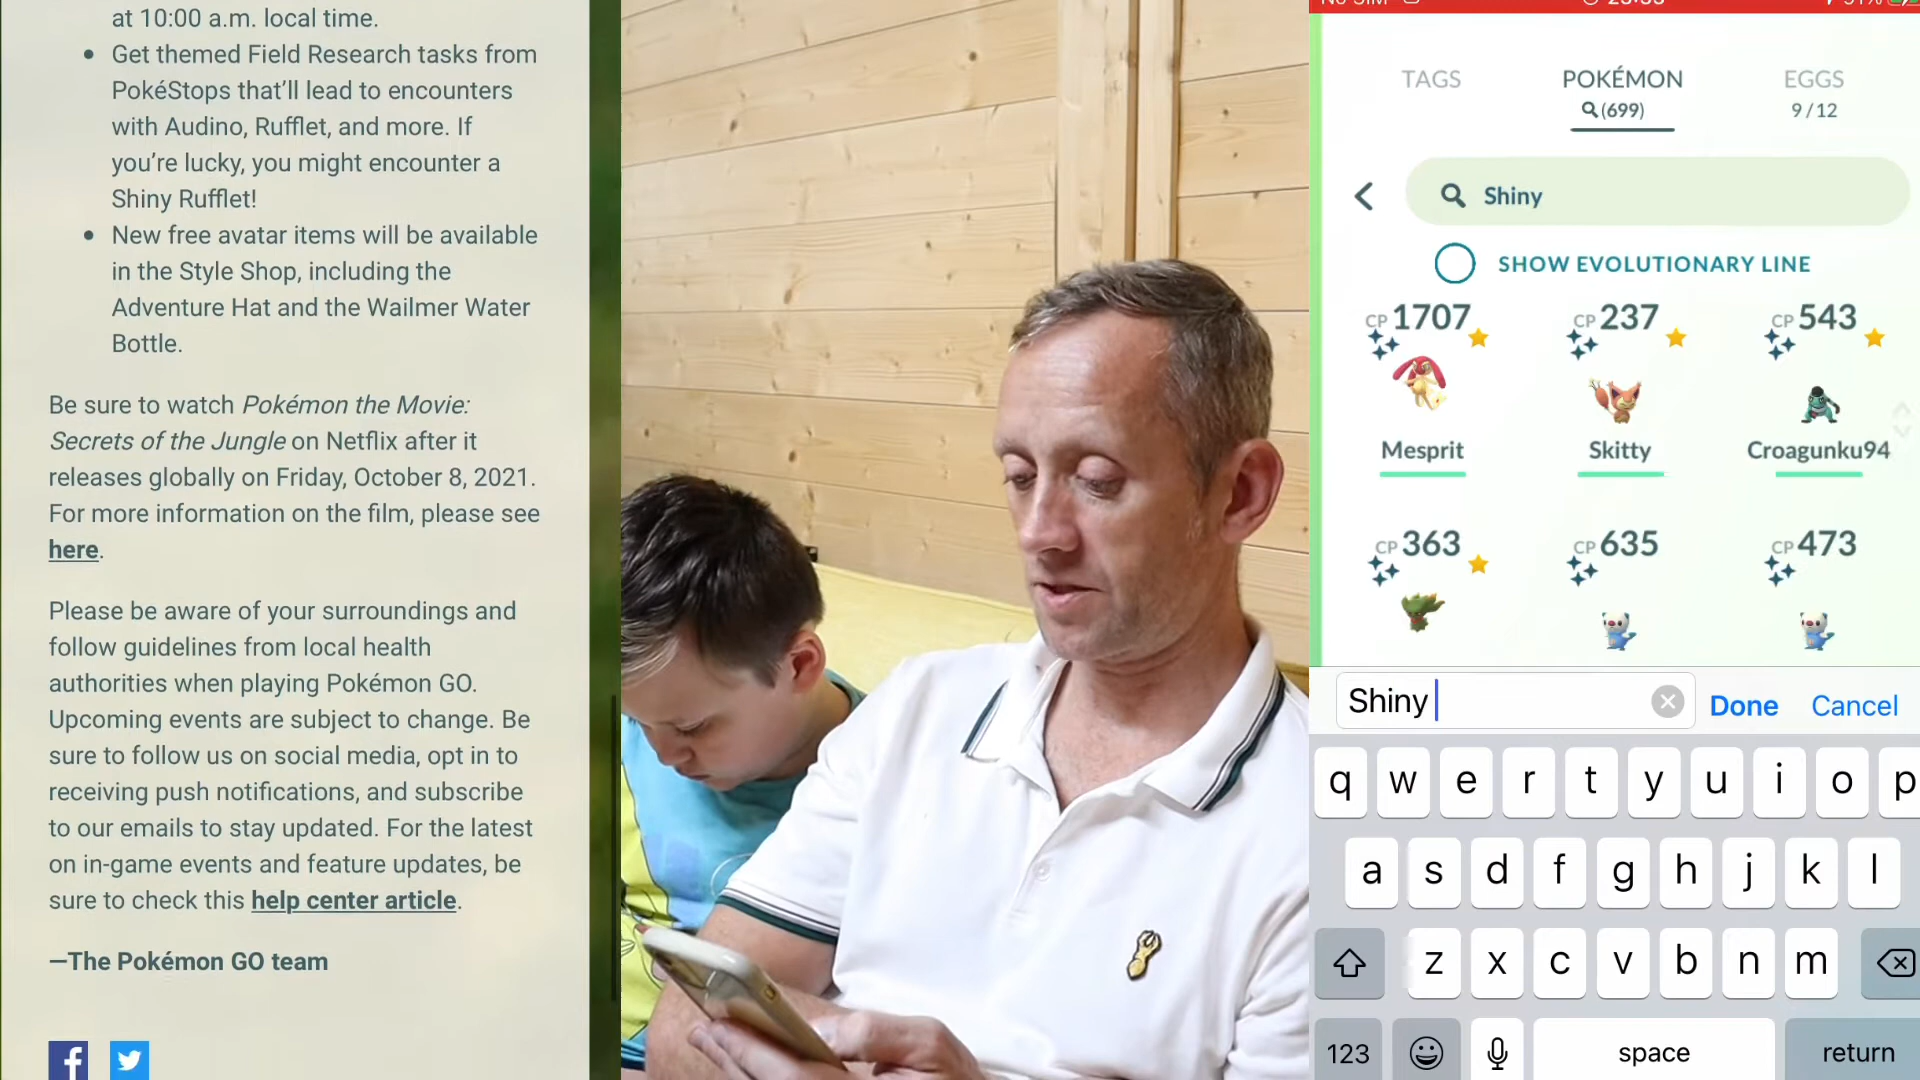 at 10:00 a.m. local time.
Get themed Field Research tasks from
PokéStops that’ll lead to encounters
with Audino, Rufflet, and more. If
you’re lucky, you might encounter a
Shiny Rufflet!
New free avatar items will be available
in the Style Shop, including the
Adventure Hat and the Wailmer Water
Bottle.
Be sure to watch Pokémon the Movie:
Secrets of the Jungle on Netflix after it
releases globally on Friday, October 8, 2021.
For more information on the film, please see
here.
Please be aware of your surroundings and
follow guidelines from local health
authorities when playing Pokémon GO.
Upcoming events are subject to change. Be
sure to follow us on social media, opt in to
receiving push notifications, and subscribe
to our emails to stay updated. For the latest
on in-game events and feature updates, be
sure to check this help center article.
—The Pokémon GO team
No SIM
TAGS
POKÉMON
(699)
EGGS
9/12
Shiny
SHOW EVOLUTIONARY LINE
CP 1707
CP 237
CP 543
Mesprit
Skitty
Croagunku94
CP 363
CP 635
CP 473
Shiny
Done
Cancel
q w e r t y u i o p
a s d f g h j k l
z x c v b n m
123
space
return